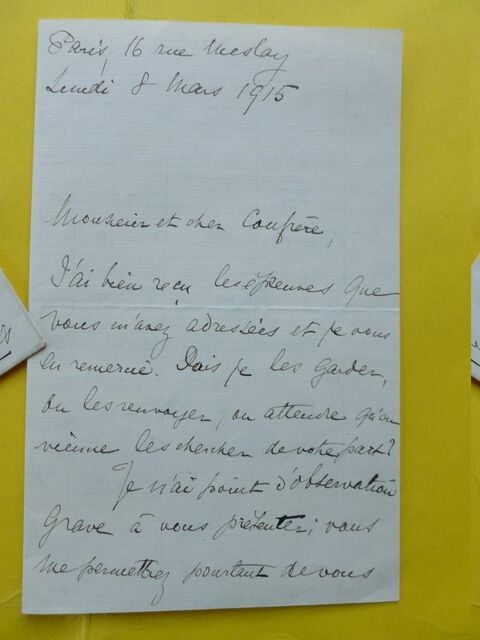 Paris, 16 rue Meslay
Lundi 8 Mars 1915
Monsieur et cher Confrère,
J'ai bien reçu les épreuves que
vous m'avez adressées et je vous
en remercie. Dois je les garder,
ou les renvoyer, ou attendre qu'on
vienne les chercher de votre part?
Je n'ai point d'observation
grave à vous présenter; vous
me permettrez pourtant de vous